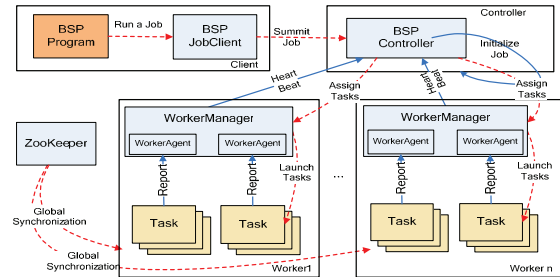 BSP
Program
Run a Job
BSP
JobClient
Client
Summit
Job
Controller
BSP
Controller
Initialize
Job
Heart
Beat
Assign
Tasks
Heart
Beat
Assign
Tasks
ZooKeeper
WorkerManager
WorkerAgent
WorkerAgent
Report
Report
Launch
Tasks
Task
Task
Worker1
...
WorkerManager
WorkerAgent
WorkerAgent
Report
Report
Launch
Tasks
Task
Task
Worker n
Global
Synchronization
Global
Synchronization